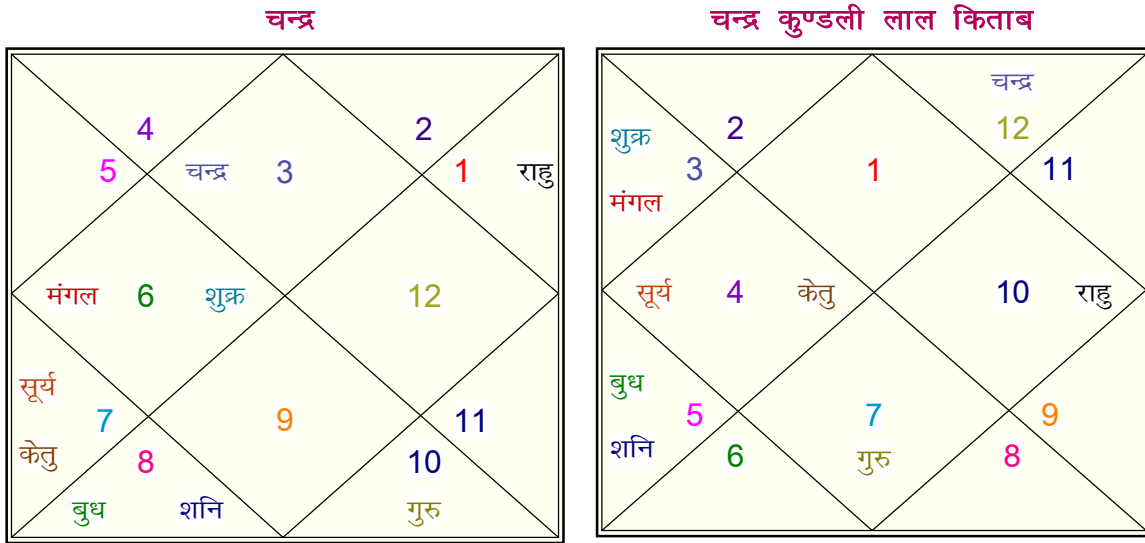 चन्द्र
4 2
5 चन्द्र 3 1 राहु
मंगल 6 शुक्र 12
सूर्य
7 9 11
केतु 8 10
बुध शनि गुरु
चन्द्र कुण्डली लाल किताब
चन्द्र
शुक्र 2 12
3 1 11
मंगल
सूर्य 4 केतु 10 राहु
बुध
5 7 9
शनि 6 गुरु 8